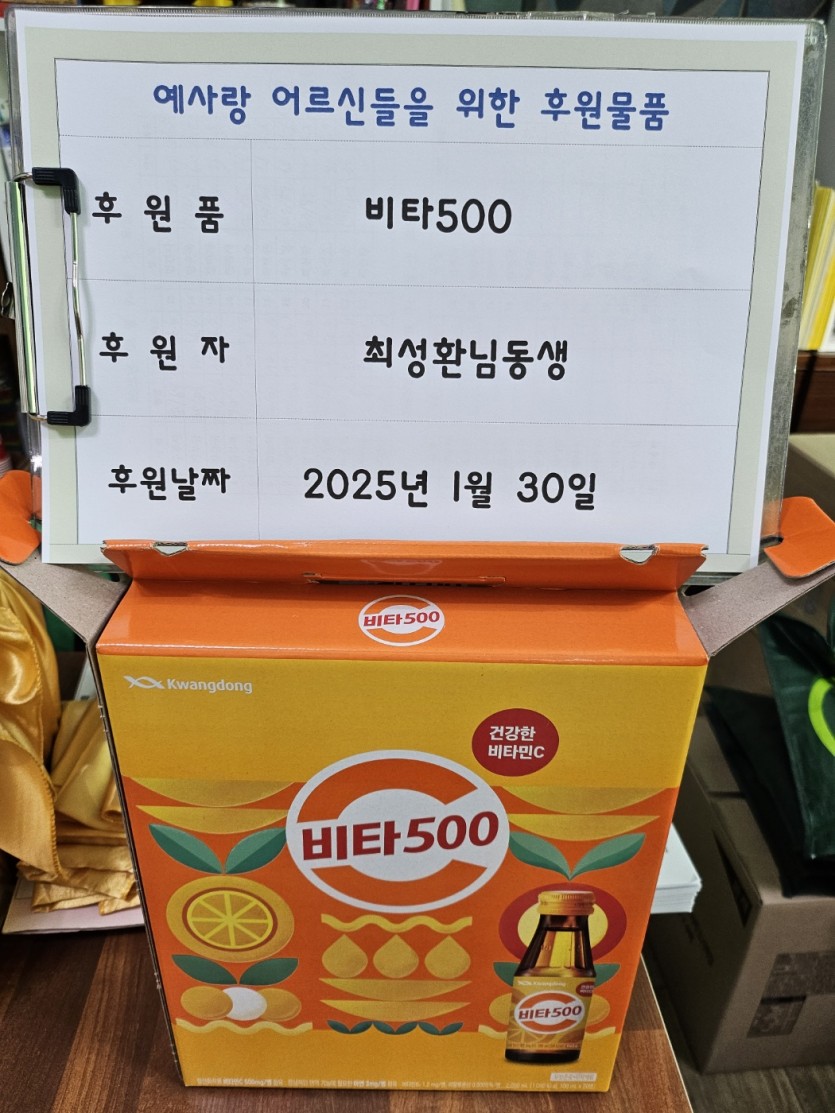 예사랑 어르신들을 위한 후원물품
후 원 품 비타500
후 원 자 최성환님동생
후원날짜 2025년 1월 30일
비타500
Kwangdong
건강한
비타민C
비타500
Kwangdong
비타500